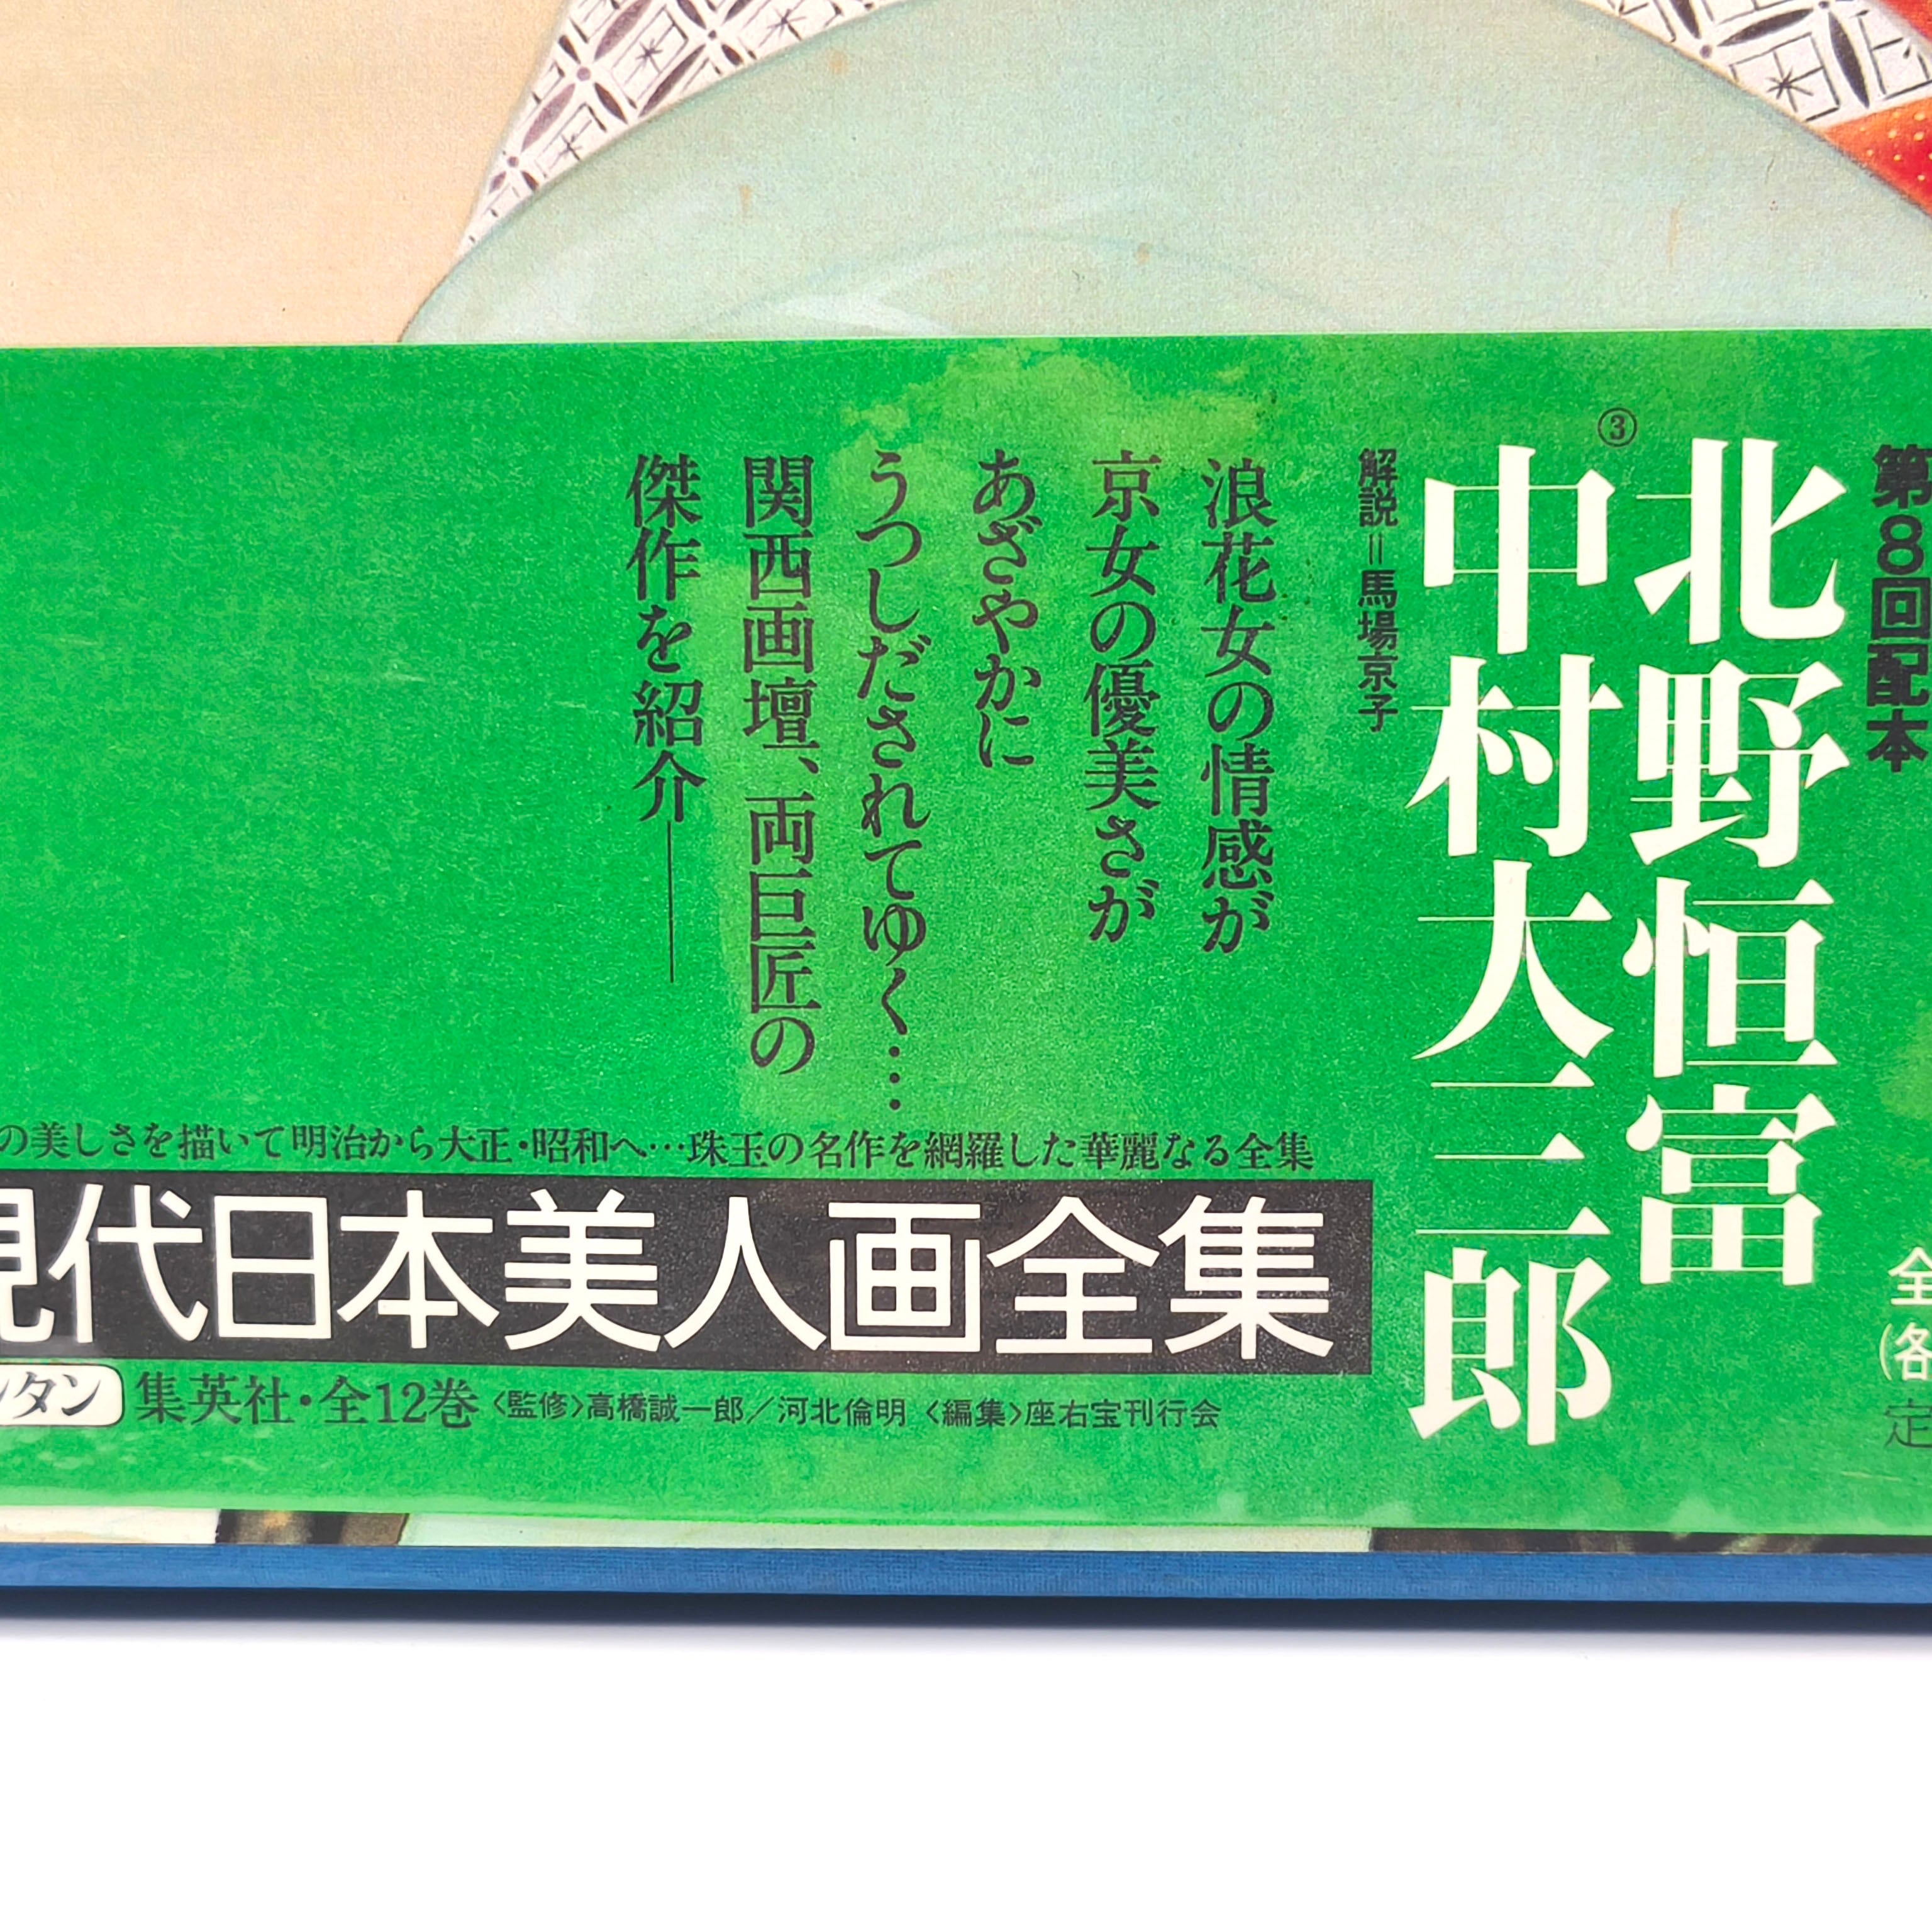 第8回配本
北野恒富
③
中村大三郎
解説=馬場京子
浪花女の情感が
京女の優美さが
あざやかに
うつしだされてゆく…
関西画壇、両巨匠の
傑作を紹介――
の美しさを描いて明治から大正・昭和へ…珠玉の名作を網羅した華麗なる全集
現代日本美人画全集
タン
集英社・全12巻〈監修〉高橋誠一郎/河北倫明〈編集〉座右宝刊行会
全
(各
定